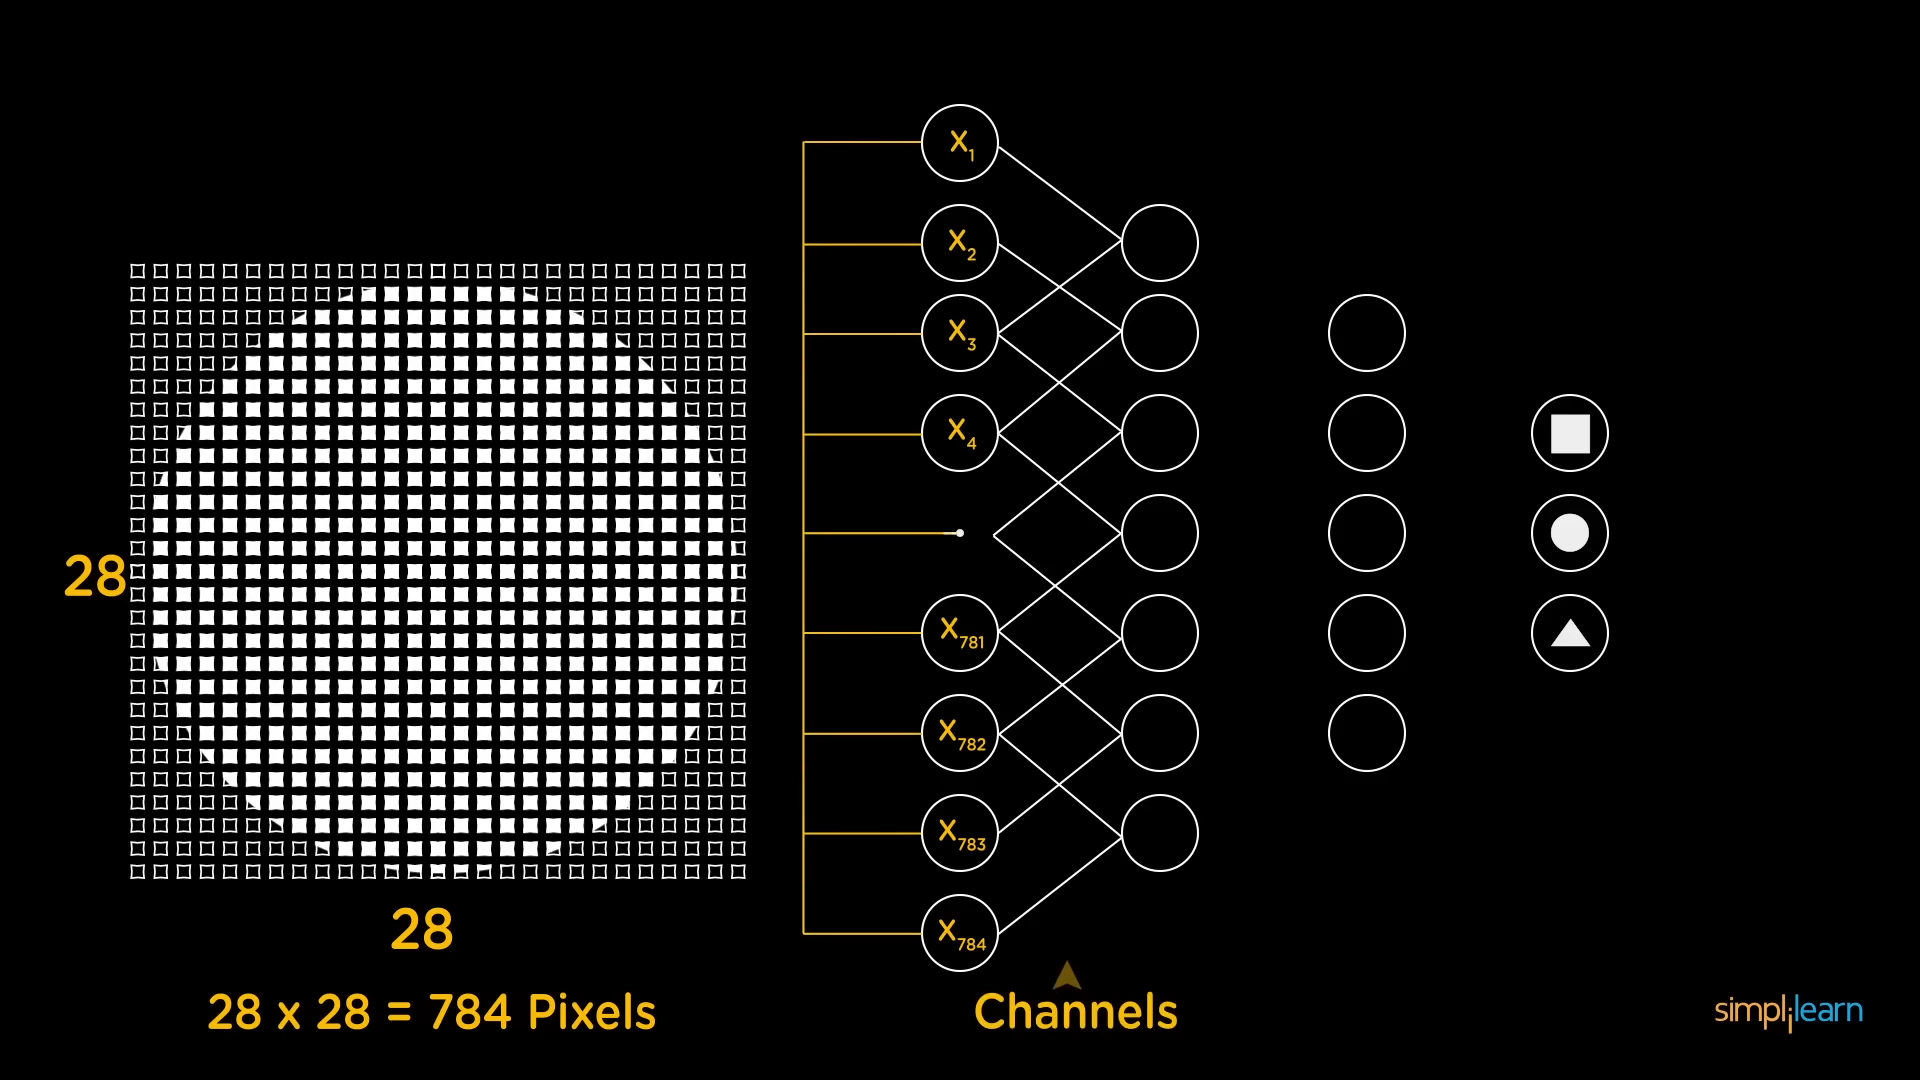 X1
X2
X3
X4
28
X781
X782
X783
28
X784
28 x 28 = 784 Pixels
Channels
simplilearn